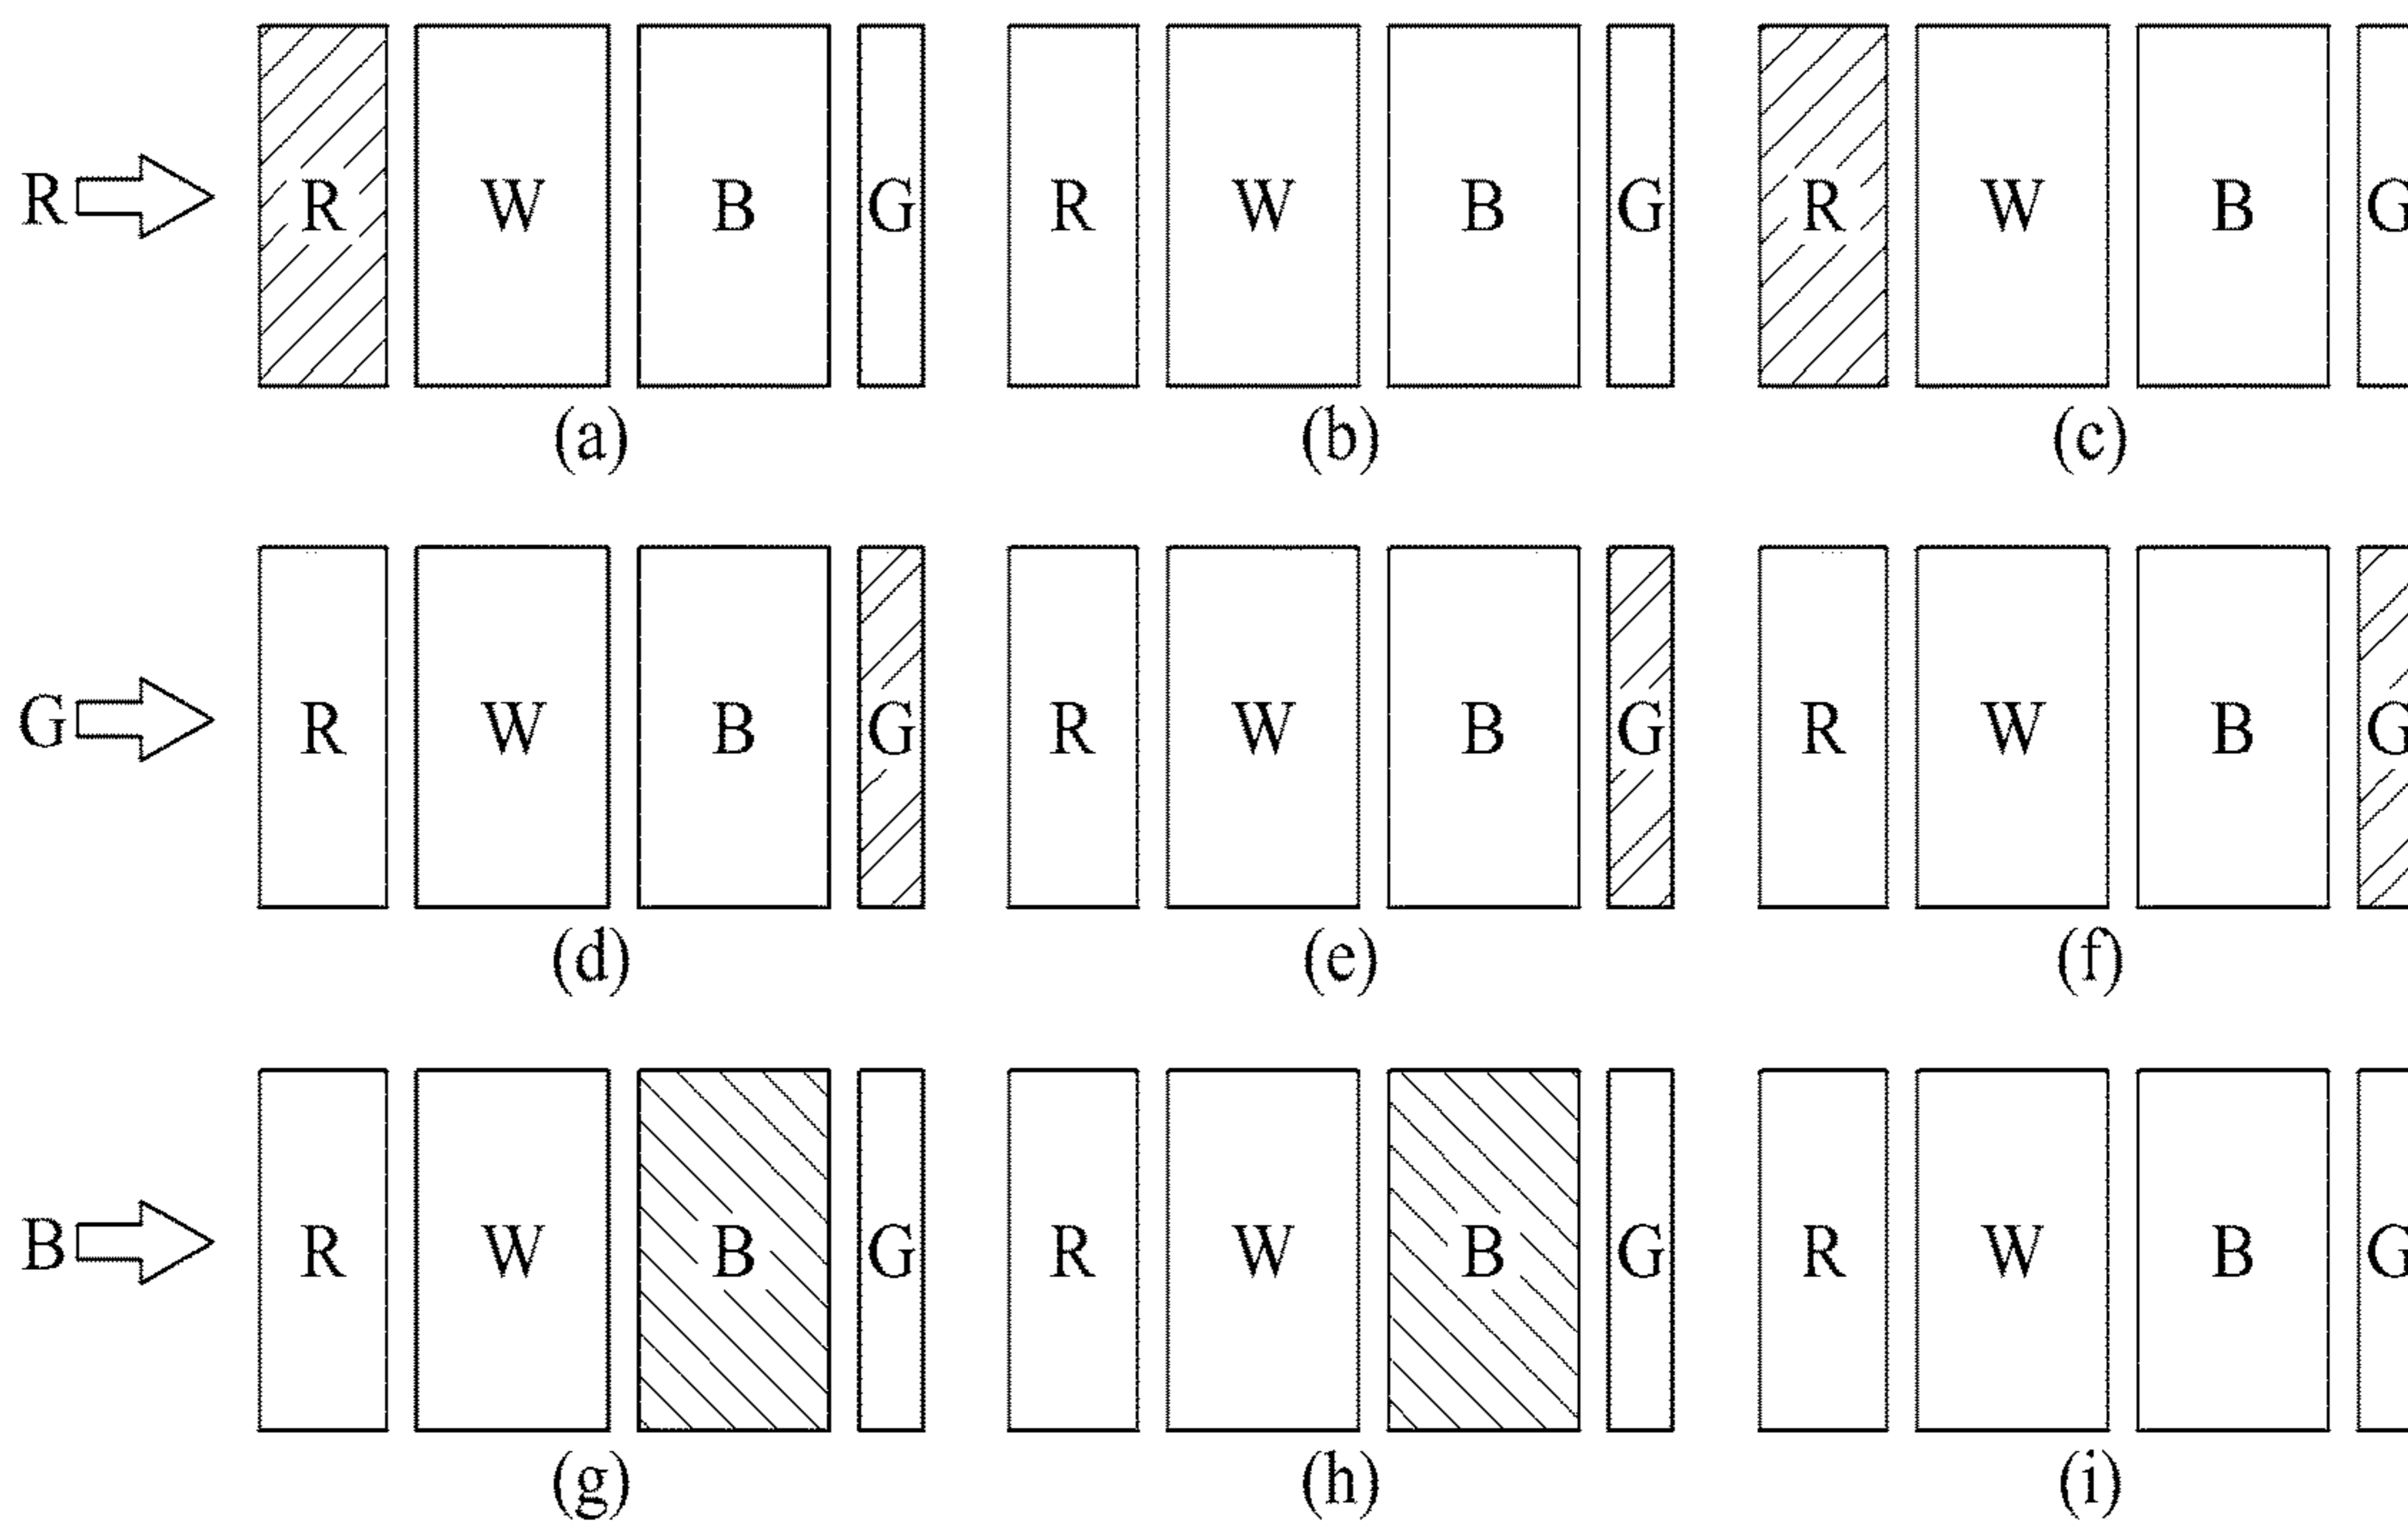 R R W B G R W B G R W B G
(a) (b) (c)
G R W B G R W B G R W B G
(d) (e) (f)
B R W B G R W B G R W B G
(g) (h) (i)